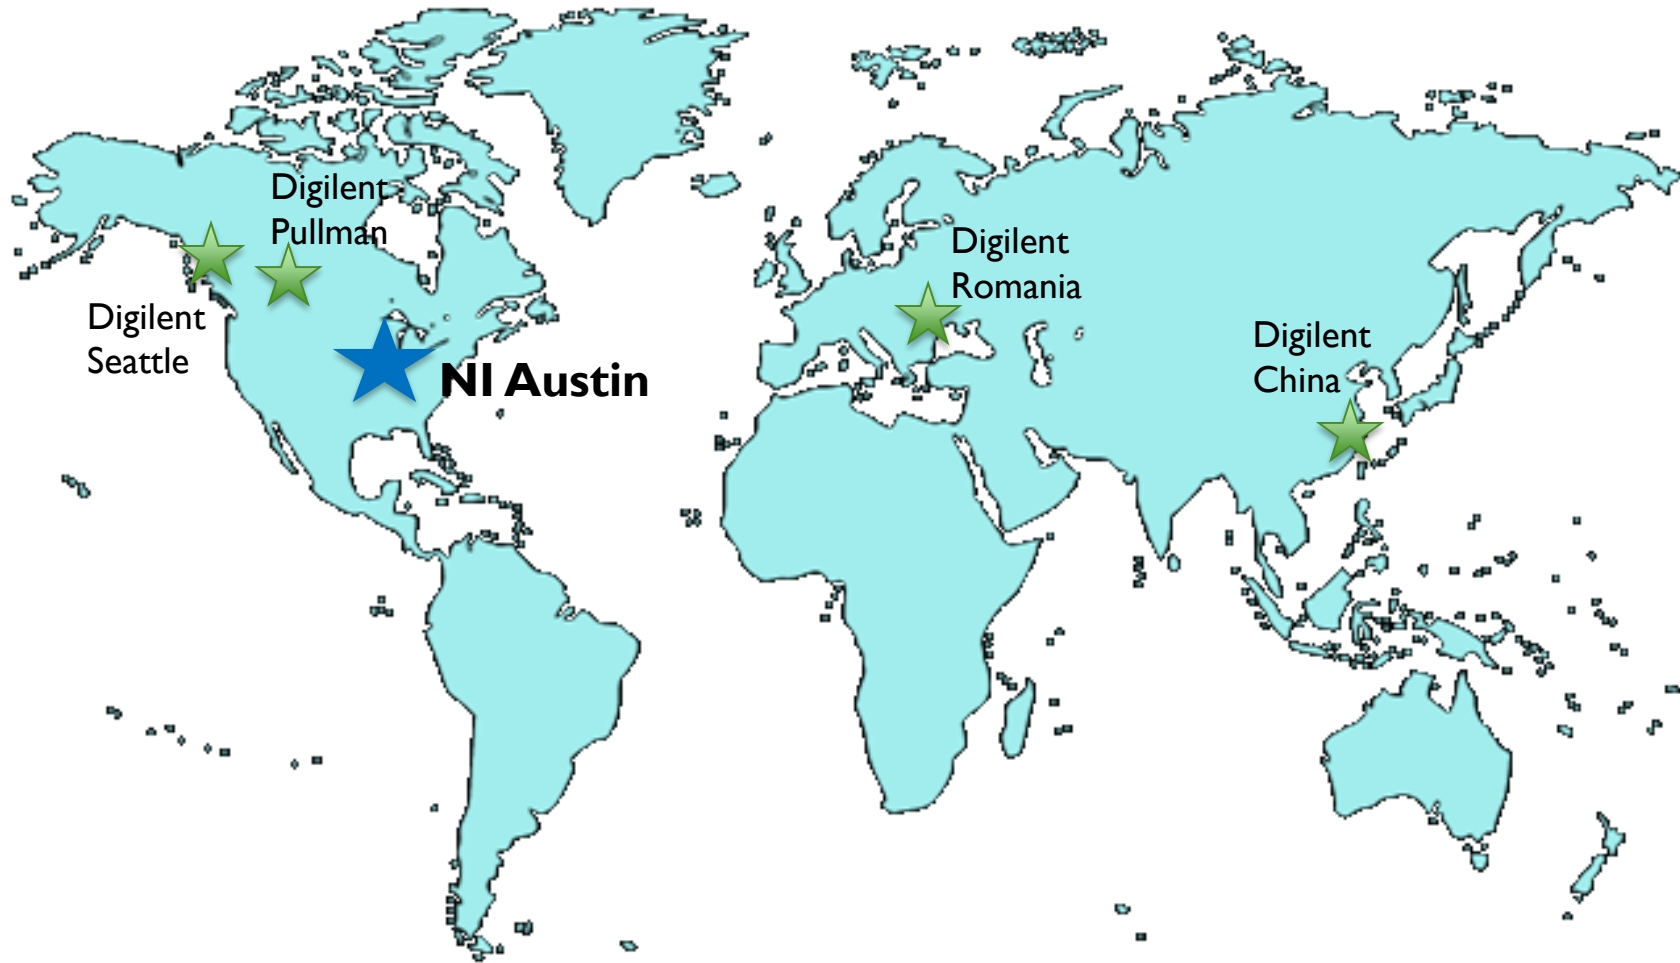 Digilent
Pullman
Digilent
Seattle
NI Austin
Digilent
Romania
Digilent
China